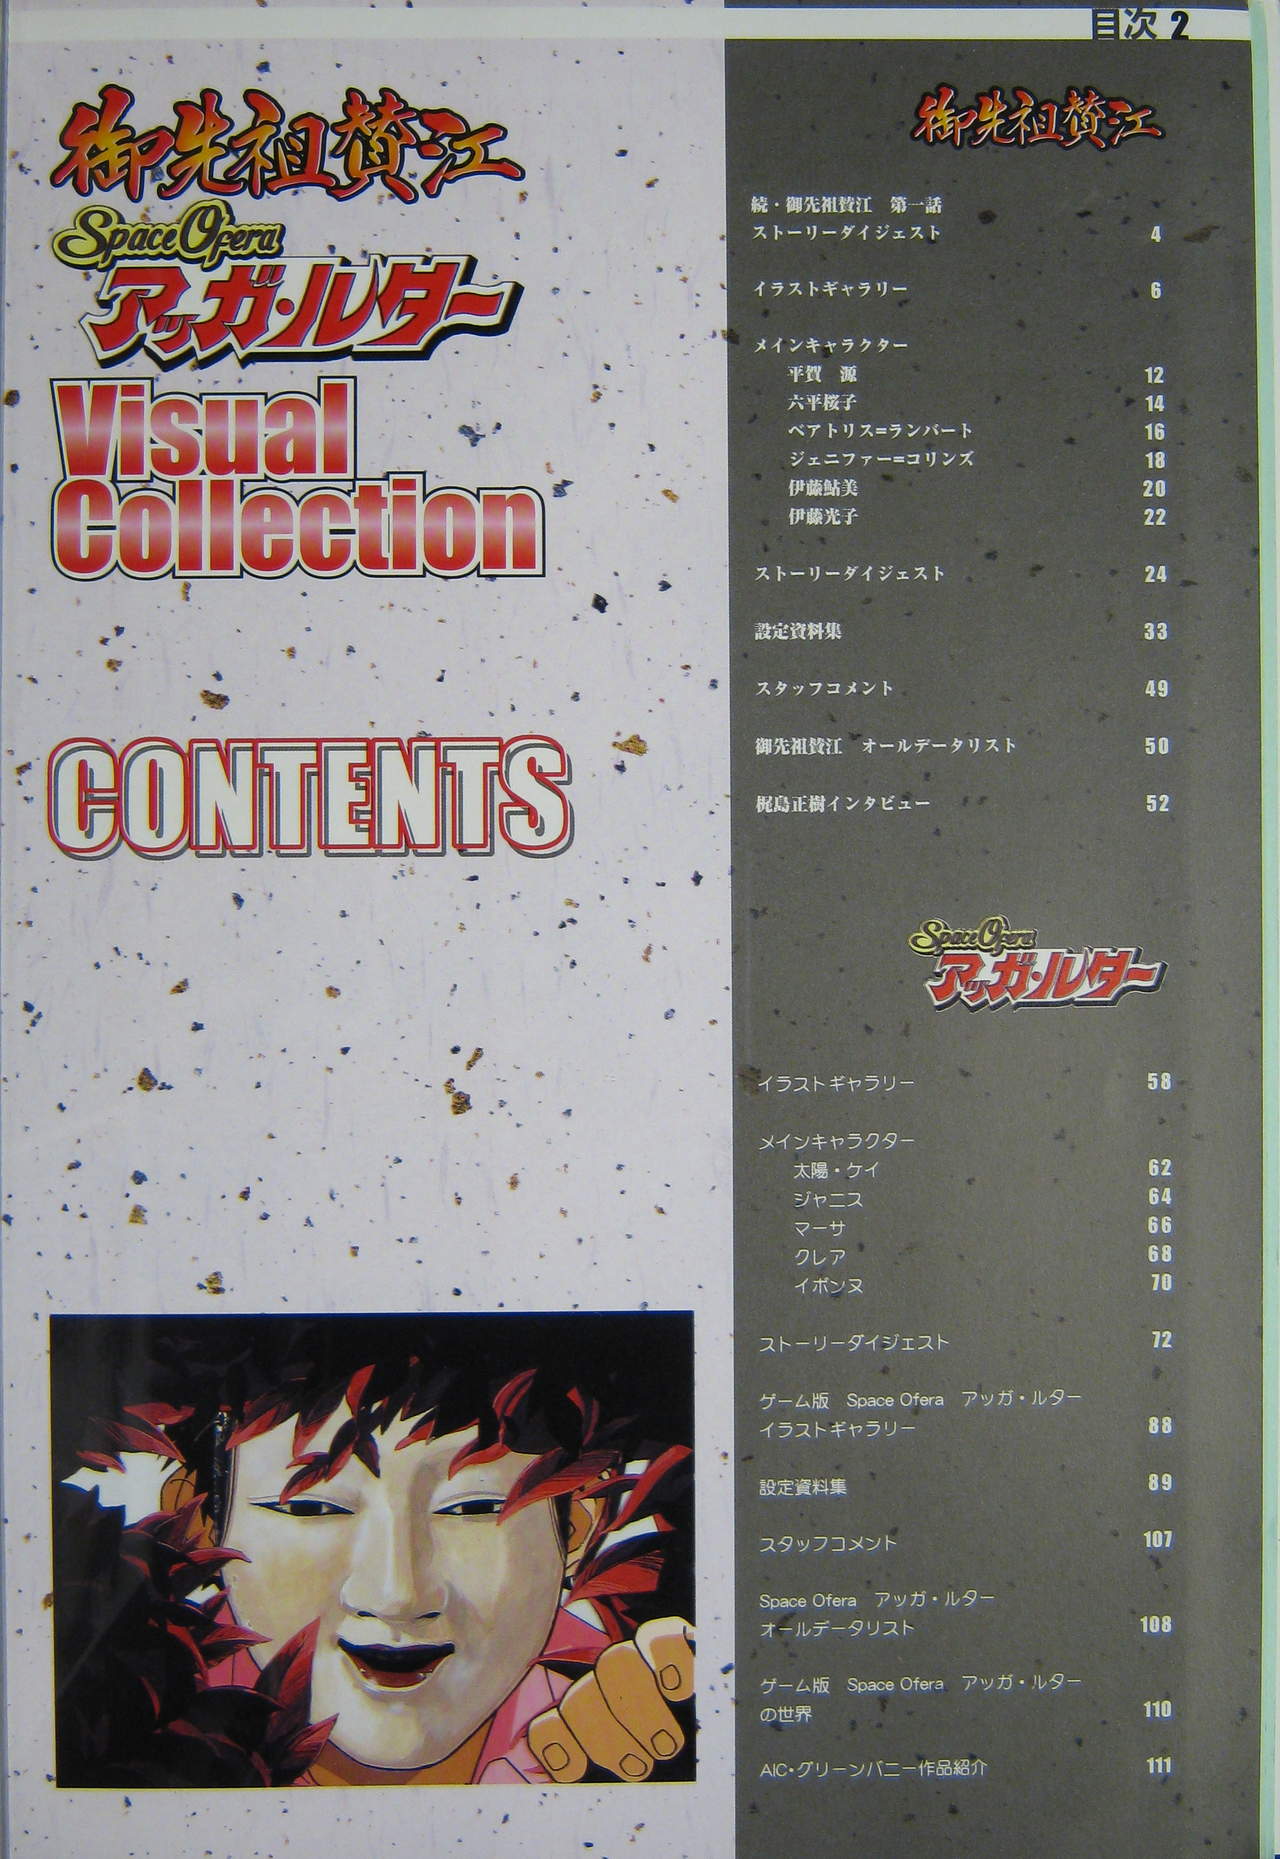 目次 2
御先祖賛江
Space Ofera
アッガ・ルター
Visual
Collection
CONTENTS
御先祖賛江
続・御先祖賛江　第一話
ストーリーダイジェスト 4
イラストギャラリー 6
メインキャラクター
平賀　源 12
六平桜子 14
ベアトリス=ランバート 16
ジェニファー=コリンズ 18
伊藤鮎美 20
伊藤光子 22
ストーリーダイジェスト 24
設定資料集 33
スタッフコメント 49
御先祖賛江　オールデータリスト 50
梶島正樹インタビュー 52
Space Ofera
アッガ・ルター
イラストギャラリー 58
メインキャラクター
太陽・ケイ 62
ジャニス 64
マーサ 66
クレア 68
イボンヌ 70
ストーリーダイジェスト 72
ゲーム版　Space Ofera　アッガ・ルター
イラストギャラリー 88
設定資料集 89
スタッフコメント 107
Space Ofera　アッガ・ルター
オールデータリスト 108
ゲーム版　Space Ofera　アッガ・ルター
の世界 110
AIC・グリーンバニー作品紹介 111